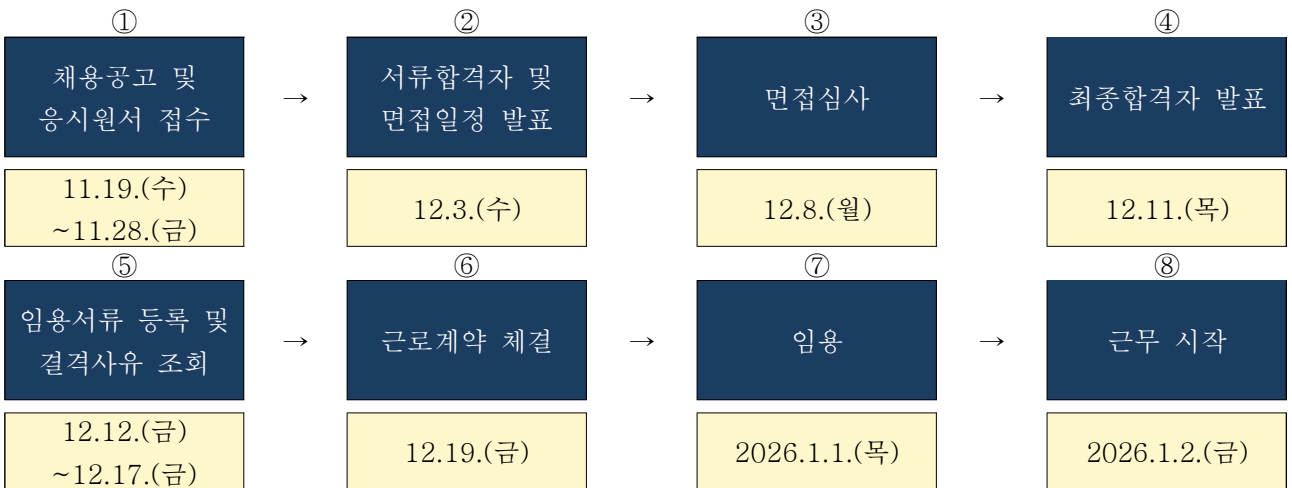 ①
채용공고 및
응시원서 접수
11.19.(수)
~11.28.(금)
→
②
서류합격자 및
면접일정 발표
12.3.(수)
→
③
면접심사
12.8.(월)
→
④
최종합격자 발표
12.11.(목)
⑤
임용서류 등록 및
결격사유 조회
12.12.(금)
~12.17.(금)
→
⑥
근로계약 체결
12.19.(금)
→
⑦
임용
2026.1.1.(목)
→
⑧
근무 시작
2026.1.2.(금)